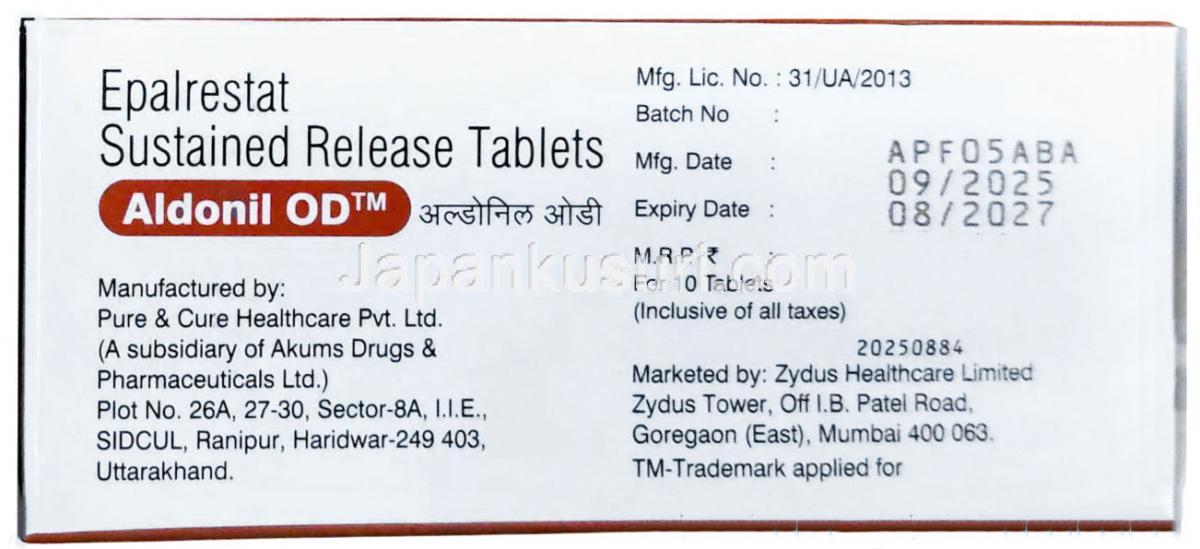 Epalrestat
Sustained Release Tablets
Aldonil OD™ अल्डोनिल ओडी
Manufactured by:
Pure & Cure Healthcare Pvt. Ltd.
(A subsidiary of Akums Drugs &
Pharmaceuticals Ltd.)
Plot No. 26A, 27-30, Sector-8A, I.I.E.,
SIDCUL, Ranipur, Haridwar-249 403,
Uttarakhand.
Mfg. Lic. No. : 31/UA/2013
Batch No :
APF05ABA
Mfg. Date :
09/2025
Expiry Date :
08/2027
M.R.P. ₹ :
For 10 Tablets
(Inclusive of all taxes)
20250884
Marketed by: Zydus Healthcare Limited
Zydus Tower, Off I.B. Patel Road,
Goregaon (East), Mumbai 400 063.
TM-Trademark applied for
Japankusuri.com